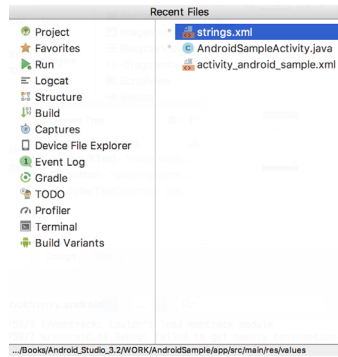 Recent Files
Project
Favorites
Run
Logcat
Structure
Build
Captures
Device File Explorer
1 Event Log
Gradle
TODO
Profiler
Terminal
Build Variants
* strings.xml
* C AndroidSampleActivity.java
activity_android_sample.xml
.../Books/Android_Studio_3.2/WORK/AndroidSample/app/src/main/res/values